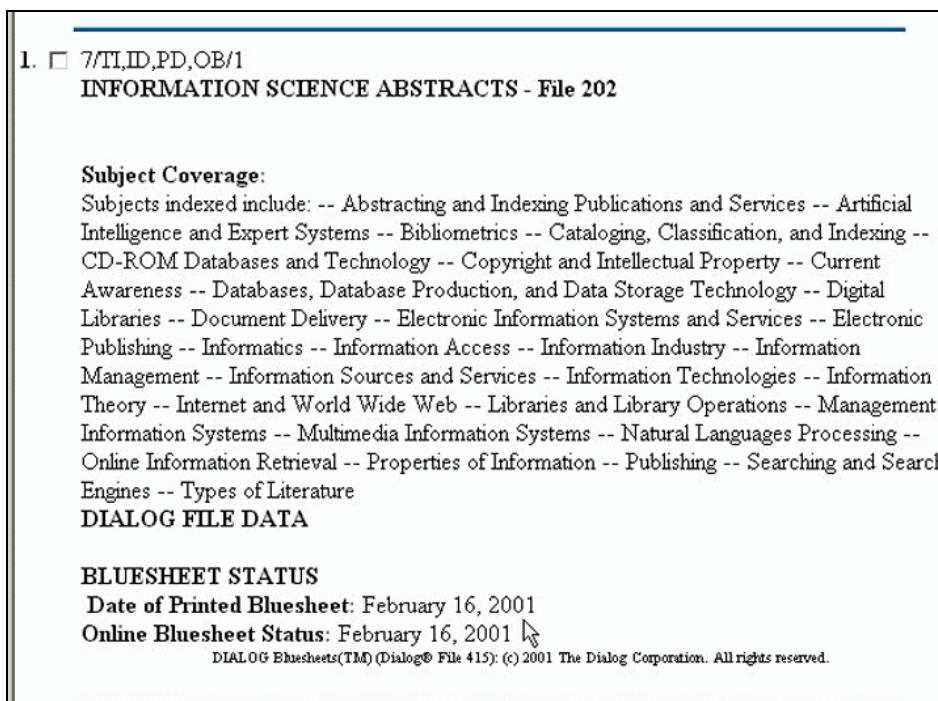 1. 7/TI,ID,PD,OB/1
INFORMATION SCIENCE ABSTRACTS - File 202
Subject Coverage:
Subjects indexed include: -- Abstracting and Indexing Publications and Services -- Artificial
Intelligence and Expert Systems -- Bibliometrics -- Cataloging, Classification, and Indexing --
CD-ROM Databases and Technology -- Copyright and Intellectual Property -- Current
Awareness -- Databases, Database Production, and Data Storage Technology -- Digital
Libraries -- Document Delivery -- Electronic Information Systems and Services -- Electronic
Publishing -- Informatics -- Information Access -- Information Industry -- Information
Management -- Information Sources and Services -- Information Technologies -- Information
Theory -- Internet and World Wide Web -- Libraries and Library Operations -- Management
Information Systems -- Multimedia Information Systems -- Natural Languages Processing --
Online Information Retrieval -- Properties of Information -- Publishing -- Searching and Search
Engines -- Types of Literature
DIALOG FILE DATA
BLUESHEET STATUS
Date of Printed Bluesheet: February 16, 2001
Online Bluesheet Status: February 16, 2001
DIALOG Bluesheets(TM) (Dialog® File 415): (c) 2001 The Dialog Corporation. All rights reserved.